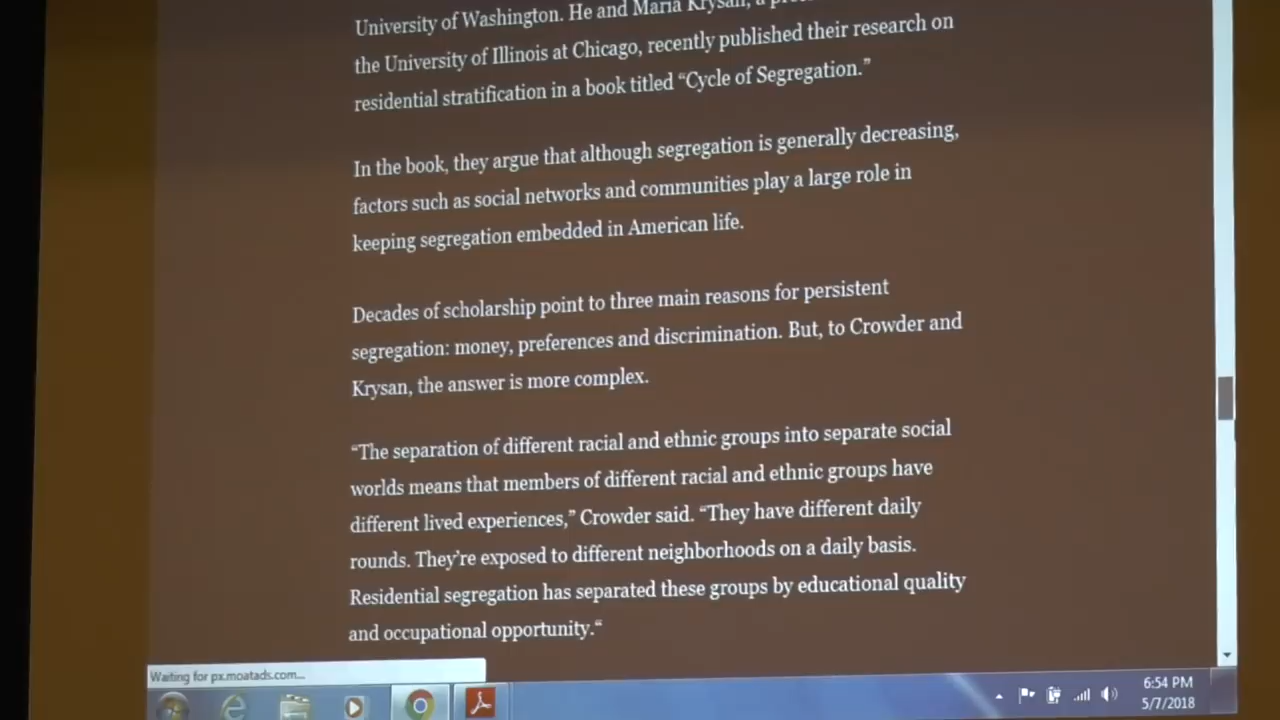 University of Washington. He and Maria Krysan, a
the University of Illinois at Chicago, recently published their research on
residential stratification in a book titled “Cycle of Segregation.”
In the book, they argue that although segregation is generally decreasing,
factors such as social networks and communities play a large role in
keeping segregation embedded in American life.
Decades of scholarship point to three main reasons for persistent
segregation: money, preferences and discrimination. But, to Crowder and
Krysan, the answer is more complex.
“The separation of different racial and ethnic groups into separate social
worlds means that members of different racial and ethnic groups have
different lived experiences,” Crowder said. “They have different daily
rounds. They’re exposed to different neighborhoods on a daily basis.
Residential segregation has separated these groups by educational quality
and occupational opportunity.“
Waiting for px.moatads.com...
6:54 PM
5/7/2018